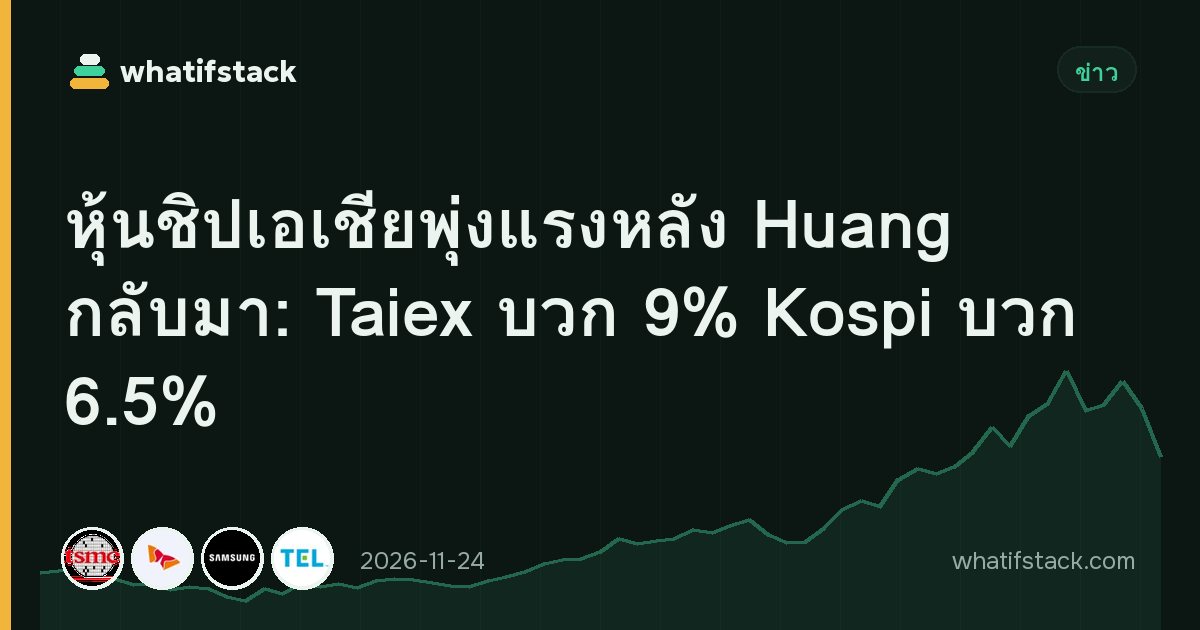 whatifstack
ข่าว
หุ้นชิปเอเชียพุ่งแรงหลัง Huang
กลับมา: Taiex บวก 9% Kospi บวก
6.5%
tsmc
SAMSUNG
TEL
2026-11-24
whatifstack.com